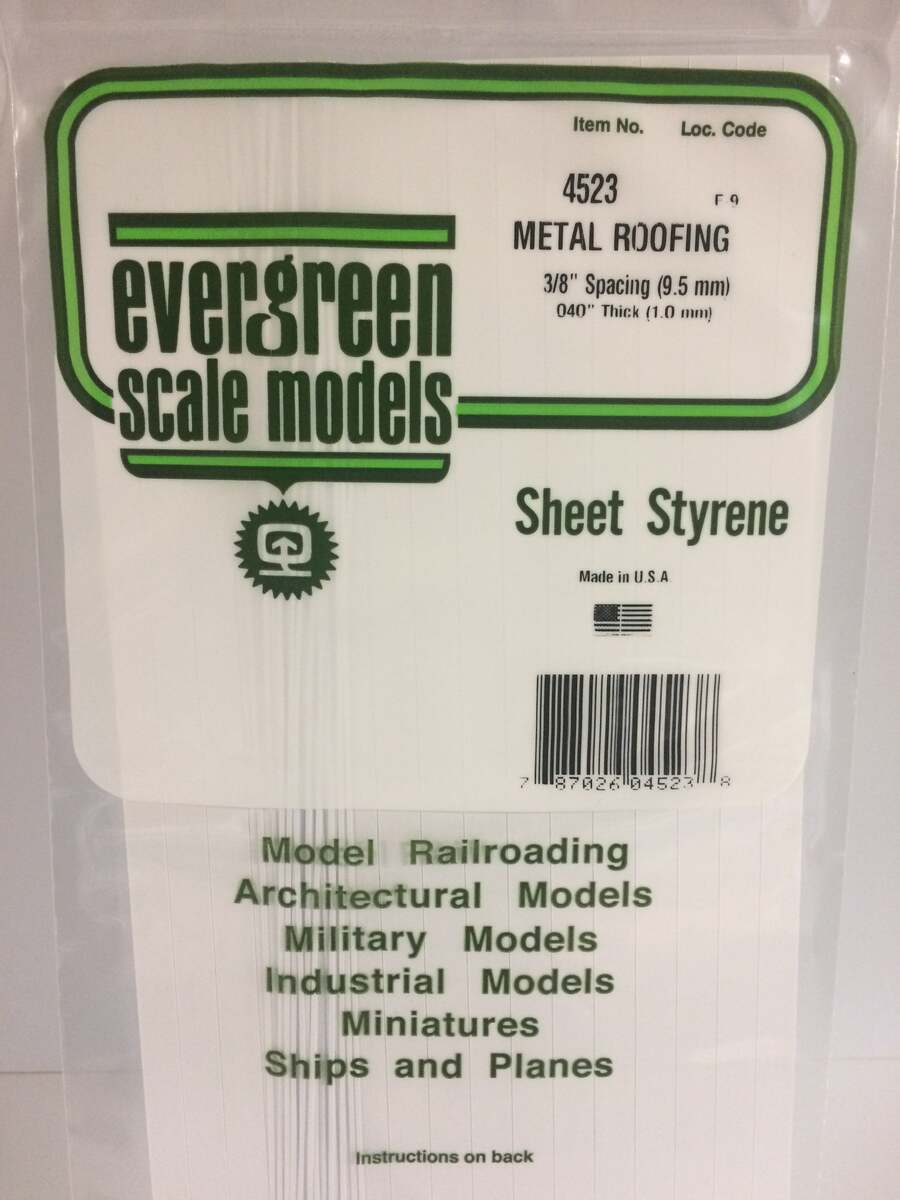 Item No. Loc. Code
4523 F 9
METAL ROOFING
3/8" Spacing (9.5 mm)
.040" Thick (1.0 mm)
evergreen
scale models
Sheet Styrene
Made in U.S.A.
7 87026 04523 8
Model Railroading
Architectural Models
Military Models
Industrial Models
Miniatures
Ships and Planes
Instructions on back